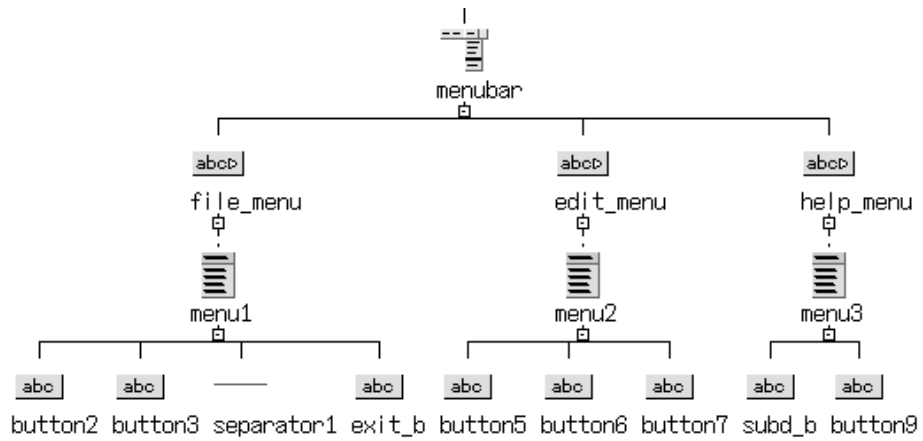 menubar
abc abc abc
file_menu edit_menu help_menu
menu1 menu2 menu3
abc abc abc abc abc abc abc abc
button2 button3 separator1 exit_b button5 button6 button7 subd_b button9